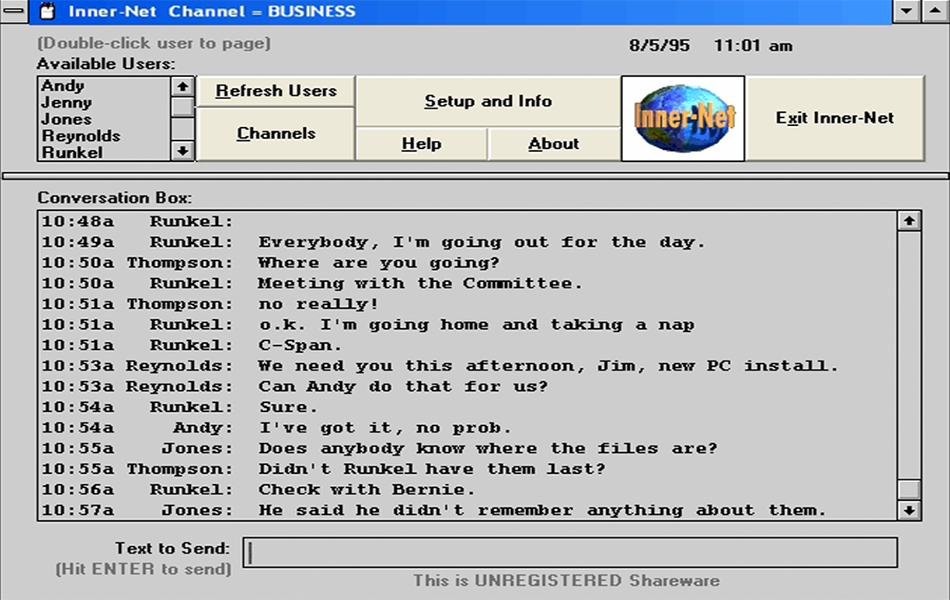 Inner-Net Channel = BUSINESS
(Double-click user to page)
8/5/95 11:01 am
Available Users:
Andy
Jenny
Jones
Reynolds
Runkel
Refresh Users
Channels
Setup and Info
Help
About
Inner-Net
Exit Inner-Net
Conversation Box:
10:48a Runkel:
10:49a Runkel: Everybody, I'm going out for the day.
10:50a Thompson: Where are you going?
10:50a Runkel: Meeting with the Committee.
10:51a Thompson: no really!
10:51a Runkel: o.k. I'm going home and taking a nap
10:51a Runkel: C-Span.
10:53a Reynolds: We need you this afternoon, Jim, new PC install.
10:53a Reynolds: Can Andy do that for us?
10:54a Runkel: Sure.
10:54a Andy: I've got it, no prob.
10:55a Jones: Does anybody know where the files are?
10:55a Thompson: Didn't Runkel have them last?
10:56a Runkel: Check with Bernie.
10:57a Jones: He said he didn't remember anything about them.
Text to Send:
(Hit ENTER to send)
This is UNREGISTERED Shareware